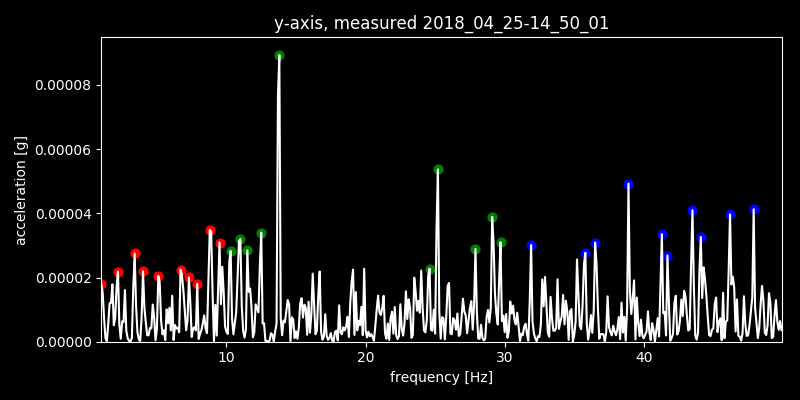 y-axis, measured 2018_04_25-14_50_01
acceleration [g]
0.00008
0.00006
0.00004
0.00002
0.00000
10 20 30 40
frequency [Hz]